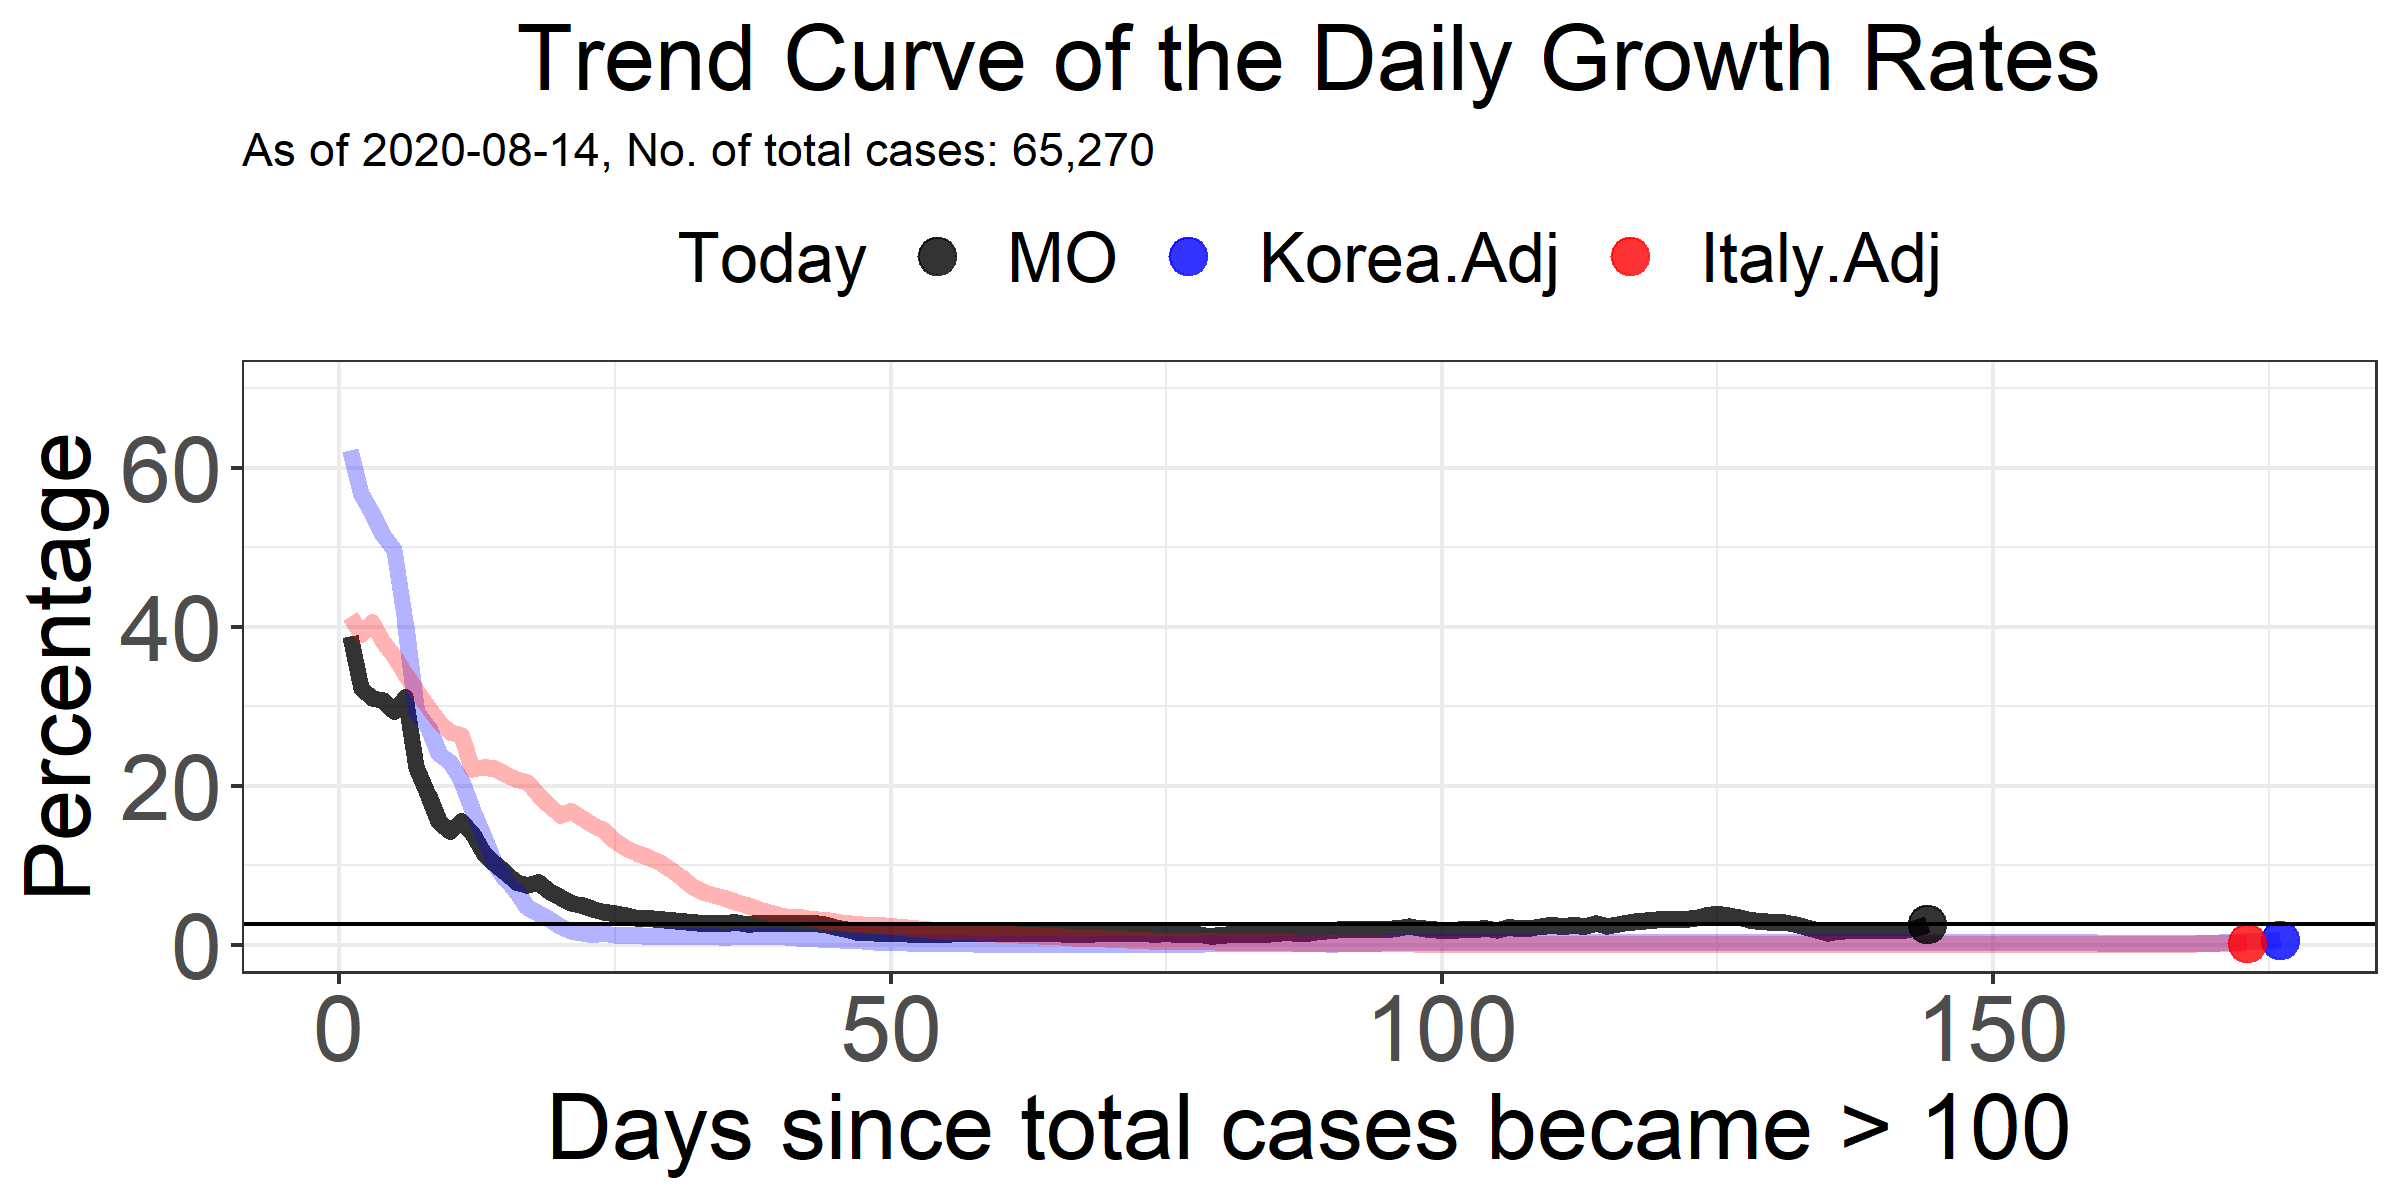 Trend Curve of the Daily Growth Rates
As of 2020-08-14, No. of total cases: 65,270
Today MO Korea.Adj Italy.Adj
Percentage
60
40
20
0
0 50 100 150
Days since total cases became > 100